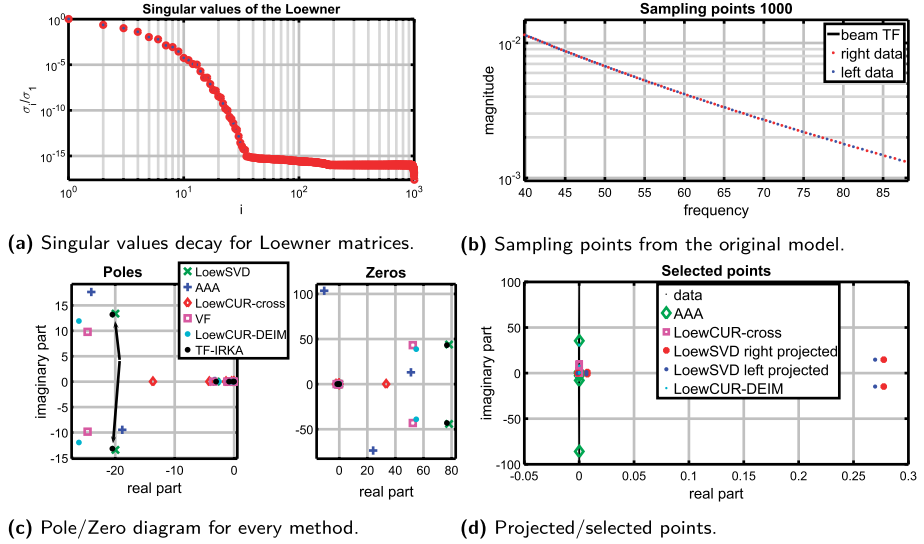 Singular values of the Loewner
10^0
10^-5
10^-10
10^-15
σ_i/σ_1
10^0
10^1
10^2
10^3
i
(a) Singular values decay for Loewner matrices.
Sampling points 1000
10^-2
10^-3
magnitude
beam TF
right data
left data
40 45 50 55 60 65 70 75 80 85
frequency
(b) Sampling points from the original model.
Poles
15
10
5
0
-5
-10
-15
imaginary part
-20 -10 0
real part
LoewSVD
AAA
LoewCUR-cross
VF
LoewCUR-DEIM
TF-IRKA
Zeros
100
50
0
-50
0 20 40 60 80
real part
(c) Pole/Zero diagram for every method.
Selected points
100
50
0
-50
-100
imaginary part
data
AAA
LoewCUR-cross
LoewSVD right projected
LoewSVD left projected
LoewCUR-DEIM
-0.05 0 0.05 0.1 0.15 0.2 0.25 0.3
real part
(d) Projected/selected points.